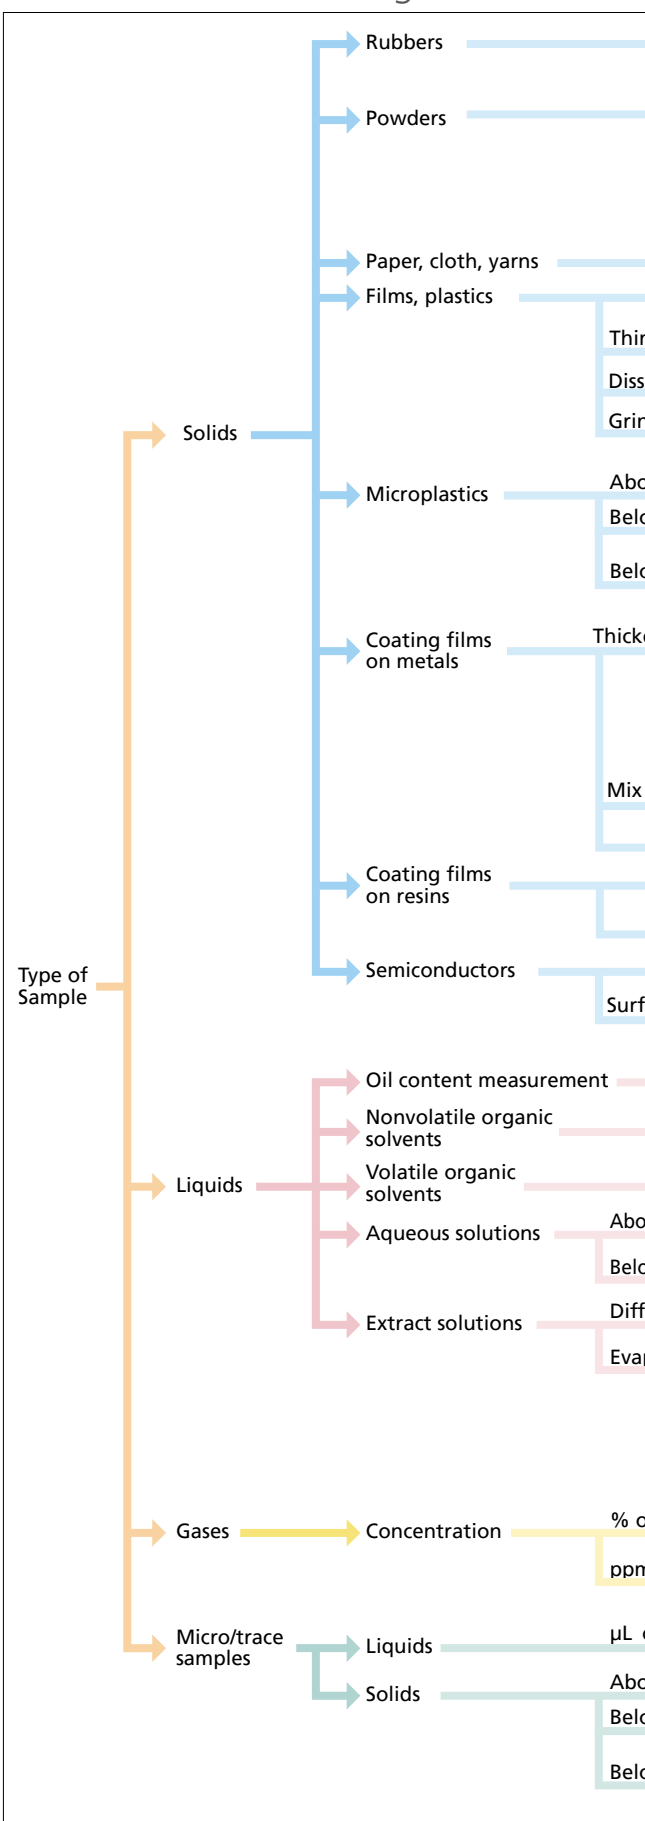 Rubbers
Powders
Paper, cloth, yarns
Films, plastics
Solids
Microplastics
Coating films
on metals
Mix
Coating films
on resins
Type of
Sample
Semiconductors
Oil content measurement
Nonvolatile organic
solvents
Liquids
Volatile organic
solvents
Aqueous solutions
Extract solutions
Gases
Concentration
%
Micro/trace
samples
Liquids
µL
Solids